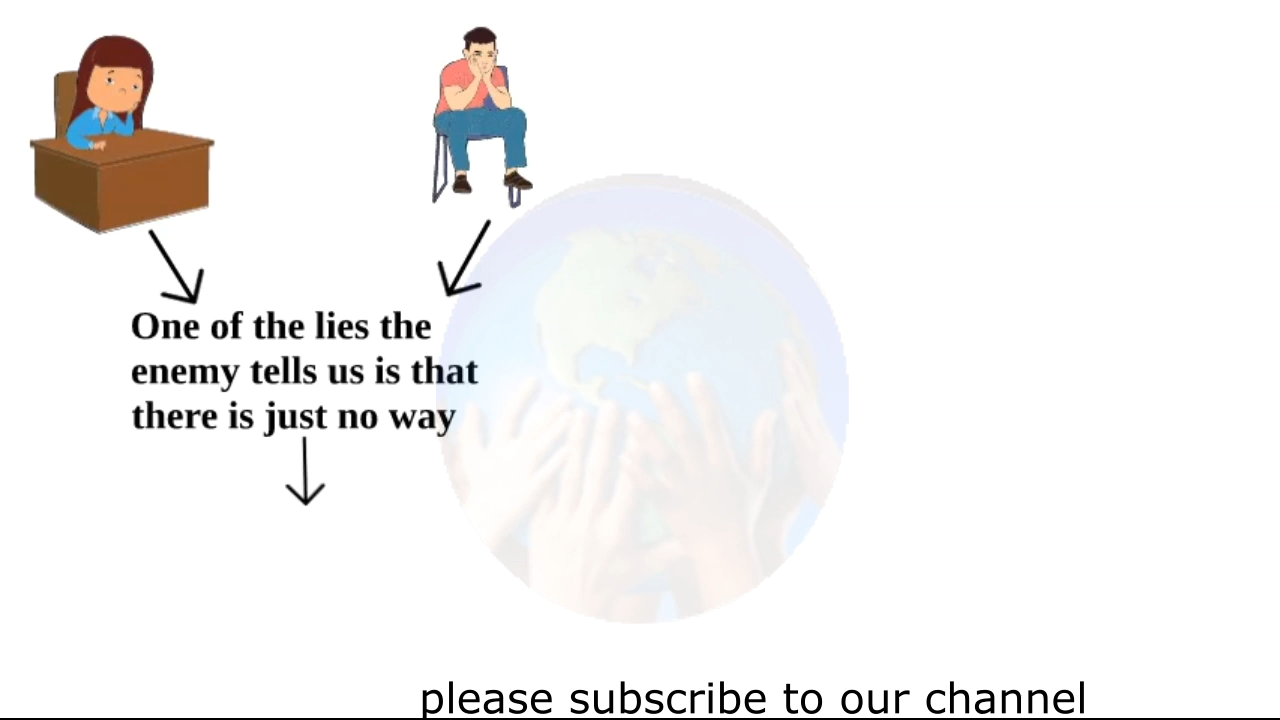 One of the lies the
enemy tells us is that
there is just no way
please subscribe to our channel